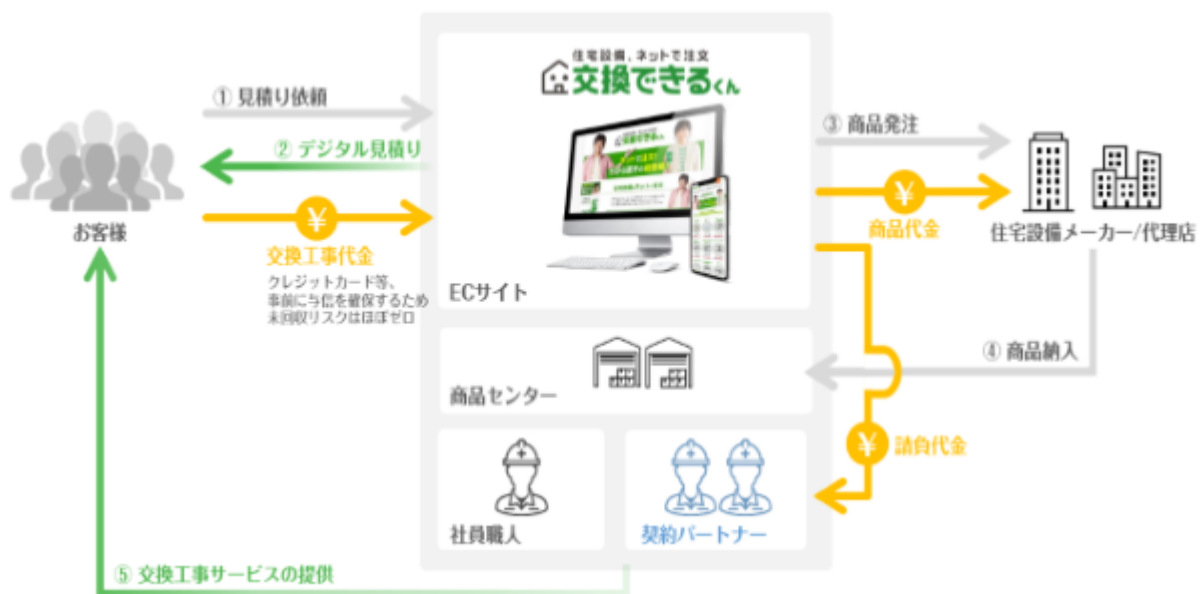 住宅設備、ネットで注文
交換できるくん
① 見積り依頼
② デジタル見積り
お客様
交換工事代金
クレジットカード等、
事前に与信を確保するため
未回収リスクはほぼゼロ
ECサイト
③ 商品発注
商品代金
住宅設備メーカー/代理店
④ 商品納入
商品センター
請負代金
社員職人
契約パートナー
⑤ 交換工事サービスの提供